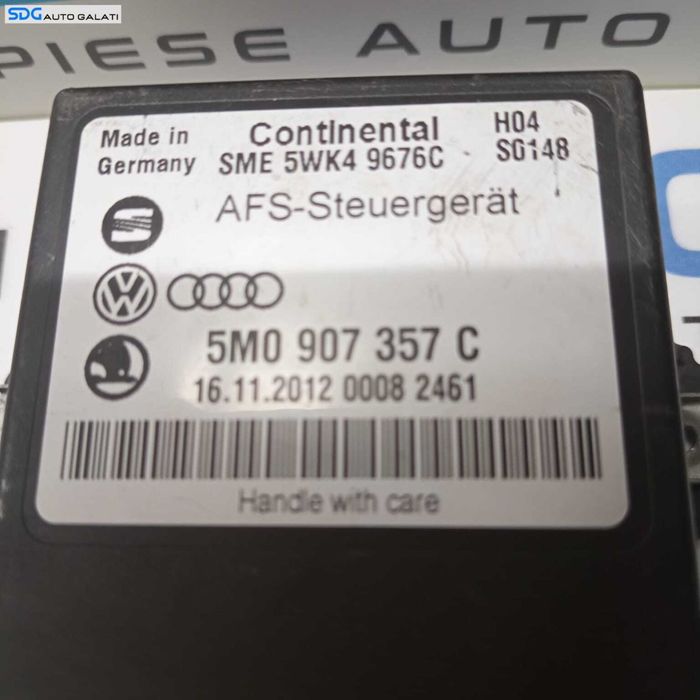 SDG AUTO GALATI
PIESE AUTO
Made in
Germany
Continental
SME 5WK4 9676C
H04
SG148
AFS-Steuergerät
5M0 907 357 C
16.11.2012 0008 2461
Handle with care